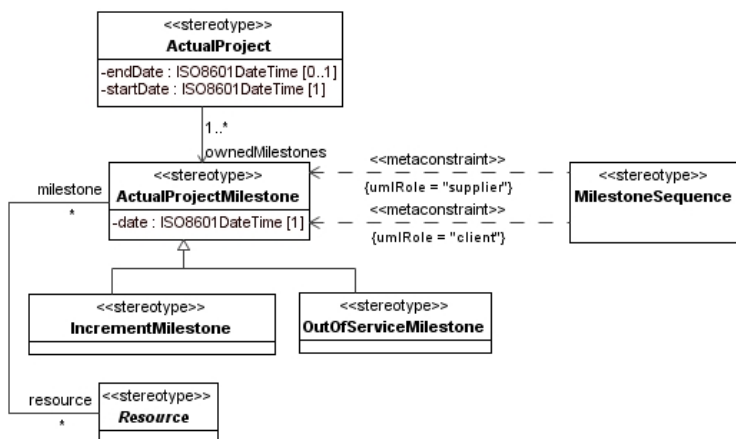 <<stereotype>>
ActualProject
-endDate : ISO8601DateTime [0..1]
-startDate : ISO8601DateTime [1]
1..*
ownedMilestones
<<stereotype>>
ActualProjectMilestone
-date : ISO8601DateTime [1]
milestone
*
<<metaconstraint>>
{umlRole = "supplier"}
<<metaconstraint>>
{umlRole = "client"}
<<stereotype>>
MilestoneSequence
<<stereotype>>
IncrementMilestone
<<stereotype>>
OutOfServiceMilestone
resource
*
<<stereotype>>
Resource